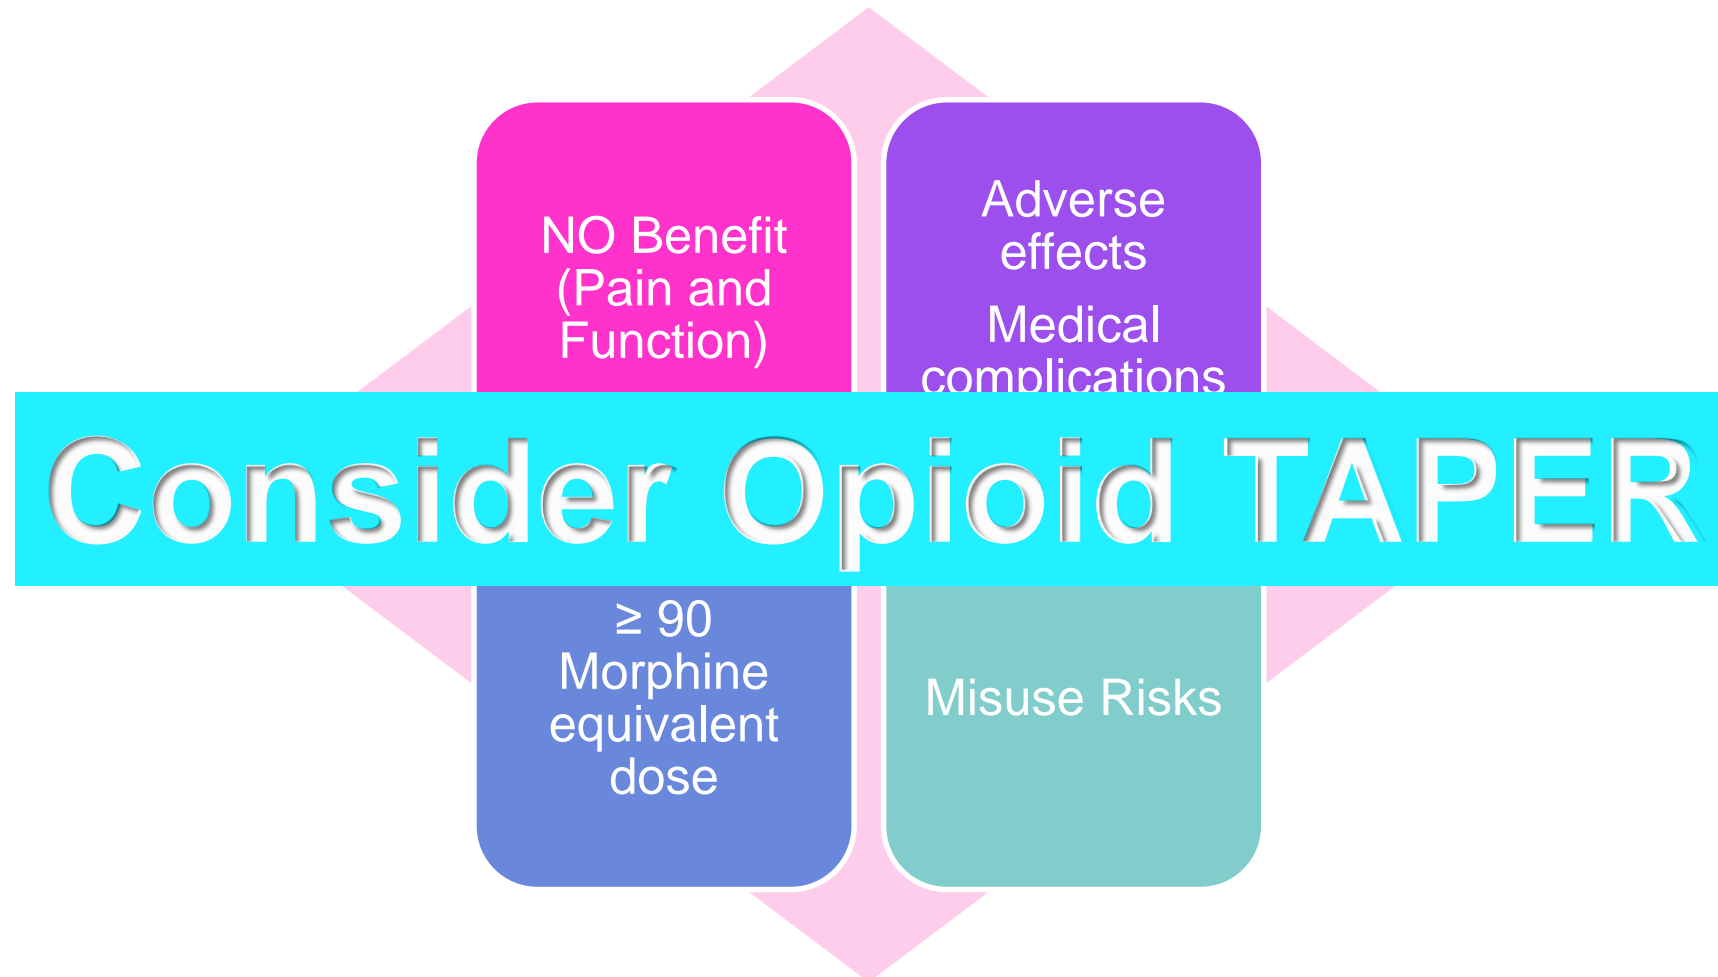 NO Benefit
(Pain and
Function)
Adverse
effects
Medical
complications
Consider Opioid TAPER
≥ 90
Morphine
equivalent
dose
Misuse Risks